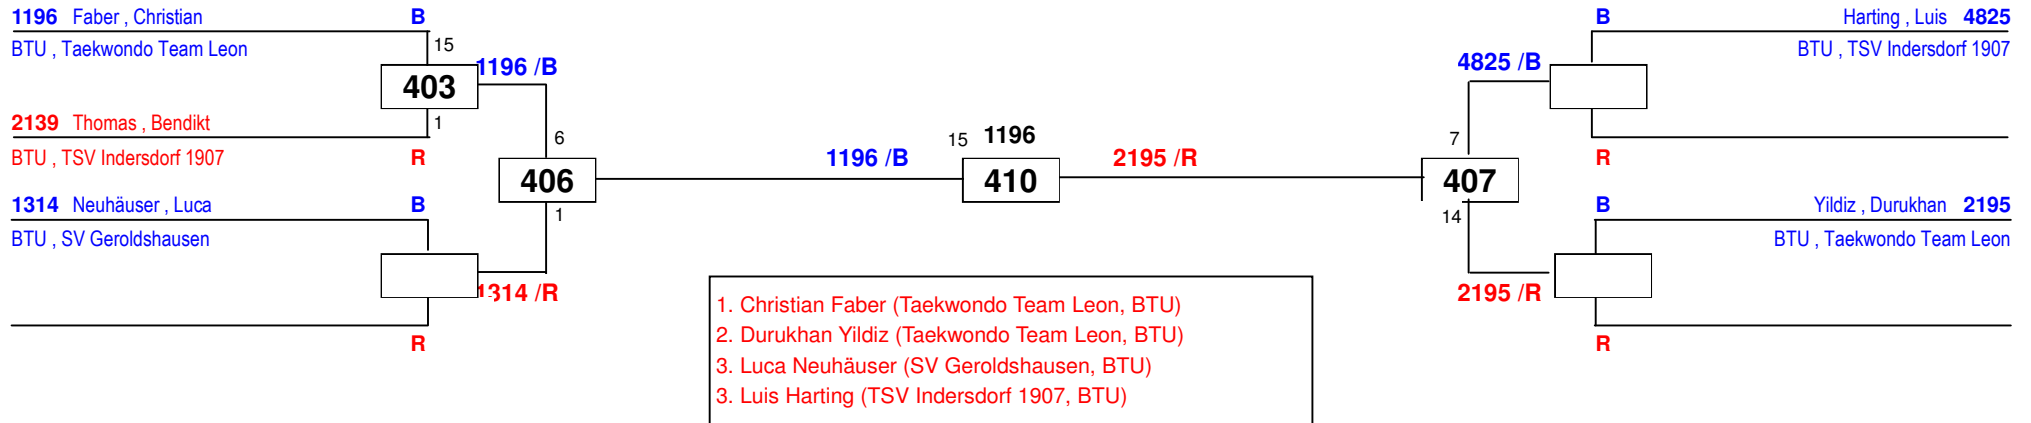 1196 Faber , Christian B
BTU , Taekwondo Team Leon
15
1196 /B
403
2139 Thomas , Bendikt
1
BTU , TSV Indersdorf 1907 R
6
406
1
1314 Neuhäuser , Luca B
BTU , SV Geroldshausen
1314 /R
R
1196 /B
15 1196
410
2195 /R
B Harting , Luis 4825
BTU , TSV Indersdorf 1907
4825 /B
7
R
407
14
B Yildiz , Durukhan 2195
BTU , Taekwondo Team Leon
2195 /R
R
1. Christian Faber (Taekwondo Team Leon, BTU)
2. Durukhan Yildiz (Taekwondo Team Leon, BTU)
3. Luca Neuhäuser (SV Geroldshausen, BTU)
3. Luis Harting (TSV Indersdorf 1907, BTU)